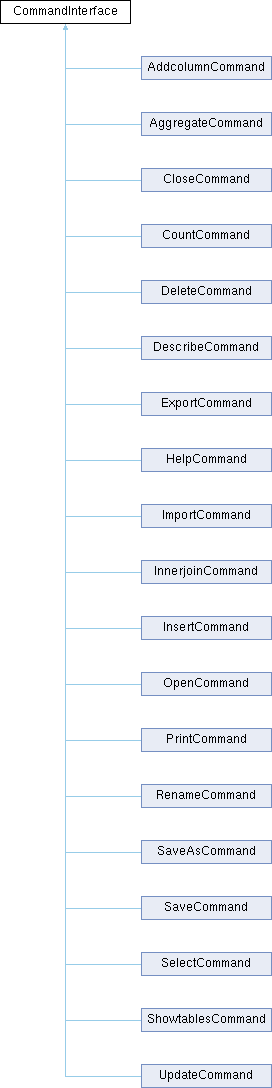 CommandInterface
AddcolumnCommand
AggregateCommand
CloseCommand
CountCommand
DeleteCommand
DescribeCommand
ExportCommand
HelpCommand
ImportCommand
InnerjoinCommand
InsertCommand
OpenCommand
PrintCommand
RenameCommand
SaveAsCommand
SaveCommand
SelectCommand
ShowtablesCommand
UpdateCommand